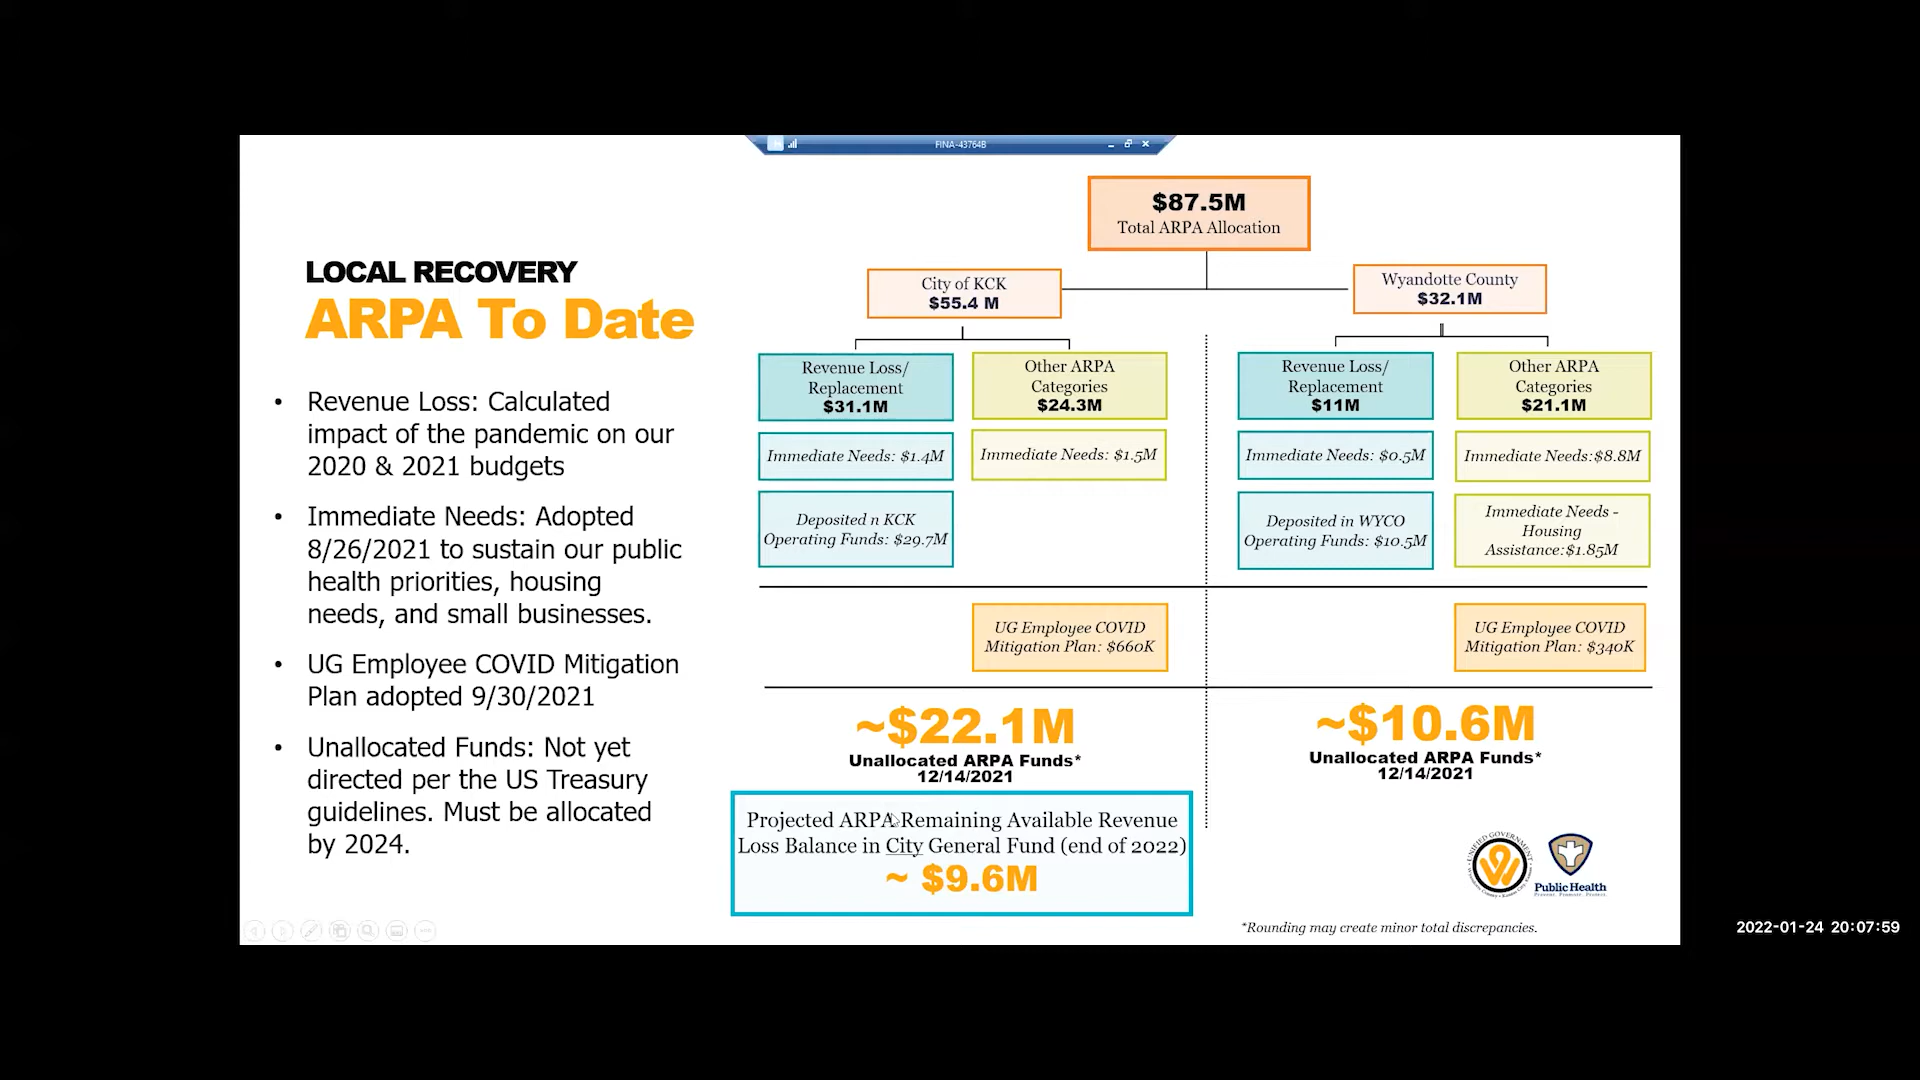 FINA-43764B
LOCAL RECOVERY
ARPA To Date
• Revenue Loss: Calculated
impact of the pandemic on our
2020 & 2021 budgets
• Immediate Needs: Adopted
8/26/2021 to sustain our public
health priorities, housing
needs, and small businesses.
• UG Employee COVID Mitigation
Plan adopted 9/30/2021
• Unallocated Funds: Not yet
directed per the US Treasury
guidelines. Must be allocated
by 2024.
$87.5M
Total ARPA Allocation
City of KCK
$55.4 M
Wyandotte County
$32.1M
Revenue Loss/
Replacement
$31.1M
Other ARPA
Categories
$24.3M
Revenue Loss/
Replacement
$11M
Other ARPA
Categories
$21.1M
Immediate Needs: $1.4M
Immediate Needs: $1.5M
Immediate Needs: $0.5M
Immediate Needs:$8.8M
Deposited n KCK
Operating Funds: $29.7M
Deposited in WYCO
Operating Funds: $10.5M
Immediate Needs -
Housing
Assistance:$1.85M
UG Employee COVID
Mitigation Plan: $660K
UG Employee COVID
Mitigation Plan: $340K
~$22.1M
Unallocated ARPA Funds*
12/14/2021
~$10.6M
Unallocated ARPA Funds*
12/14/2021
Projected ARPA Remaining Available Revenue
Loss Balance in City General Fund (end of 2022)
~ $9.6M
UNIFIED GOVERNMENT
Public Health
Prevent. Promote. Protect.
*Rounding may create minor total discrepancies.
2022-01-24 20:07:59